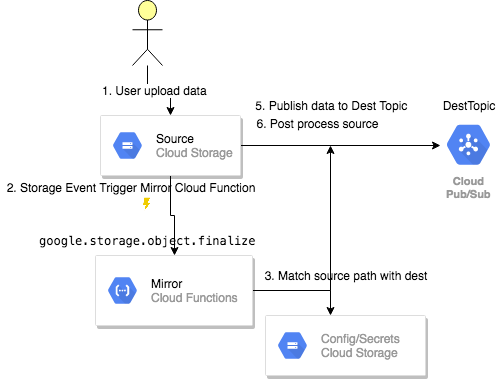 1. User upload data
5. Publish data to Dest Topic
6. Post process source
DestTopic
Source
Cloud Storage
Cloud
Pub/Sub
2. Storage Event Trigger Mirror Cloud Function
google.storage.object.finalize
Mirror
Cloud Functions
3. Match source path with dest
Config/Secrets
Cloud Storage